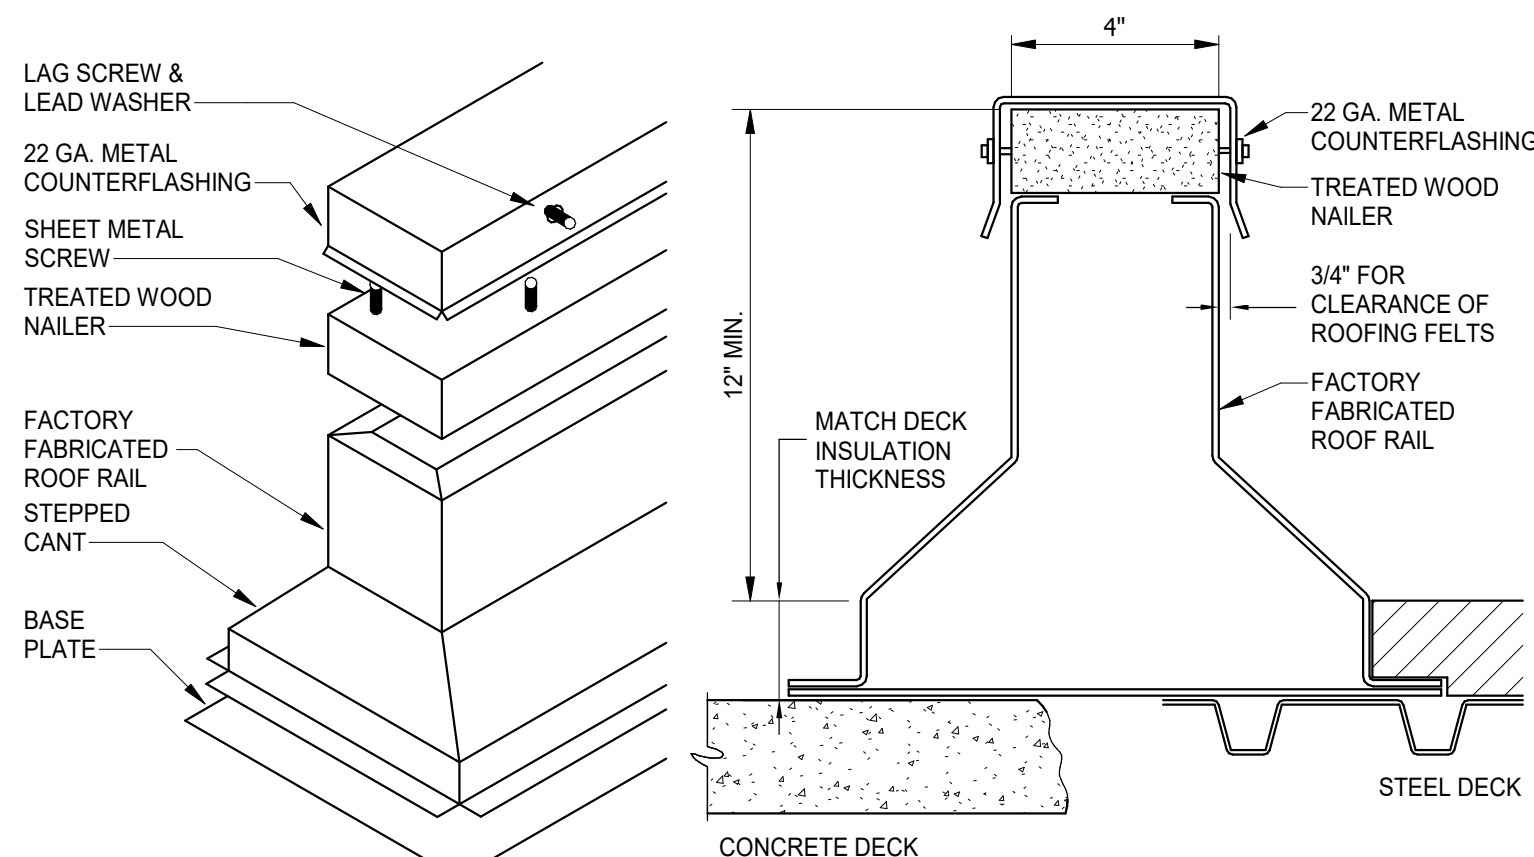 LAG SCREW &
LEAD WASHER
22 GA. METAL
COUNTERFLASHING
SHEET METAL
SCREW
TREATED WOOD
NAILER
FACTORY
FABRICATED
ROOF RAIL
STEPPED
CANT
BASE
PLATE
4"
12" MIN.
MATCH DECK
INSULATION
THICKNESS
22 GA. METAL
COUNTERFLASHING
TREATED WOOD
NAILER
3/4" FOR
CLEARANCE OF
ROOFING FELTS
FACTORY
FABRICATED
ROOF RAIL
STEEL DECK
CONCRETE DECK